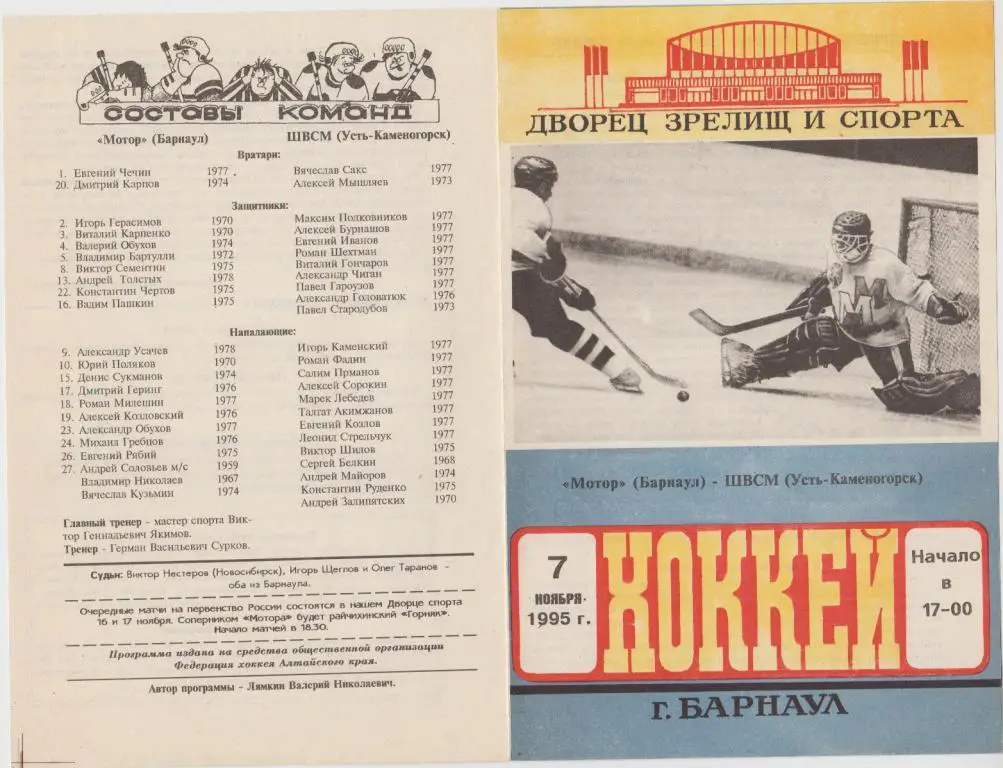 СОСТАВЫ КОМАНД
«Мотор» (Барнаул)
ШВСМ (Усть-Каменогорск)
Вратари:
1. Евгений Чечин 1977 Вячеслав Сакс 1977
20. Дмитрий Карпов 1974 Алексей Мышляев 1973
Защитники:
2. Игорь Герасимов 1970 Максим Полковников 1977
3. Виталий Карпенко 1970 Алексей Бурнашов 1977
4. Валерий Обухов 1974 Евгений Иванов 1977
5. Владимир Бартулли 1972 Роман Шехтман 1977
8. Виктор Сементин 1975 Виталий Гончаров 1977
13. Андрей Толстых 1978 Александр Чиган 1977
22. Константин Чертов 1975 Павел Гароузов 1977
16. Вадим Пашкин 1975 Александр Головатюк 1976
Павел Стародубов 1973
Нападающие:
9. Александр Усачев 1978 Игорь Каменский 1977
10. Юрий Поляков 1970 Роман Фадин 1977
15. Денис Сукманов 1974 Салим Прманов 1977
17. Дмитрий Геринг 1976 Алексей Сорокин 1977
18. Роман Милешин 1977 Марек Лебедев 1977
19. Алексей Козловский 1976 Талгат Акимжанов 1977
23. Александр Обухов 1977 Евгений Козлов 1977
24. Михаил Гребцов 1976 Леонид Стрельчук 1977
26. Евгений Рябий 1975 Виктор Шилов 1975
27. Андрей Соловьев м/с 1959 Сергей Белкин 1968
Владимир Николаев 1967 Андрей Майоров 1974
Вячеслав Кузьмин 1974 Константин Руденко 1975
Андрей Залипятских 1970
Главный тренер - мастер спорта Вик-
тор Геннадьевич Якимов.
Тренер - Герман Васильевич Сурков.
Судьи: Виктор Нестеров (Новосибирск), Игорь Щеглов и Олег Таранов -
оба из Барнаула.
Очередные матчи на первенство России состоятся в нашем Дворце спорта
16 и 17 ноября. Соперником «Мотора» будет райчихинский «Горняк».
Начало матчей в 18.30.
Программа издана на средства общественной организации
Федерация хоккея Алтайского края.
Автор программы - Лямкин Валерий Николаевич.
ДВОРЕЦ ЗРЕЛИЩ И СПОРТА
М
«Мотор» (Барнаул) - ШВСМ (Усть-Каменогорск)
7
НОЯБРЯ
1995 г.
ХОККЕЙ
Начало
в
17-00
г. БАРНАУЛ